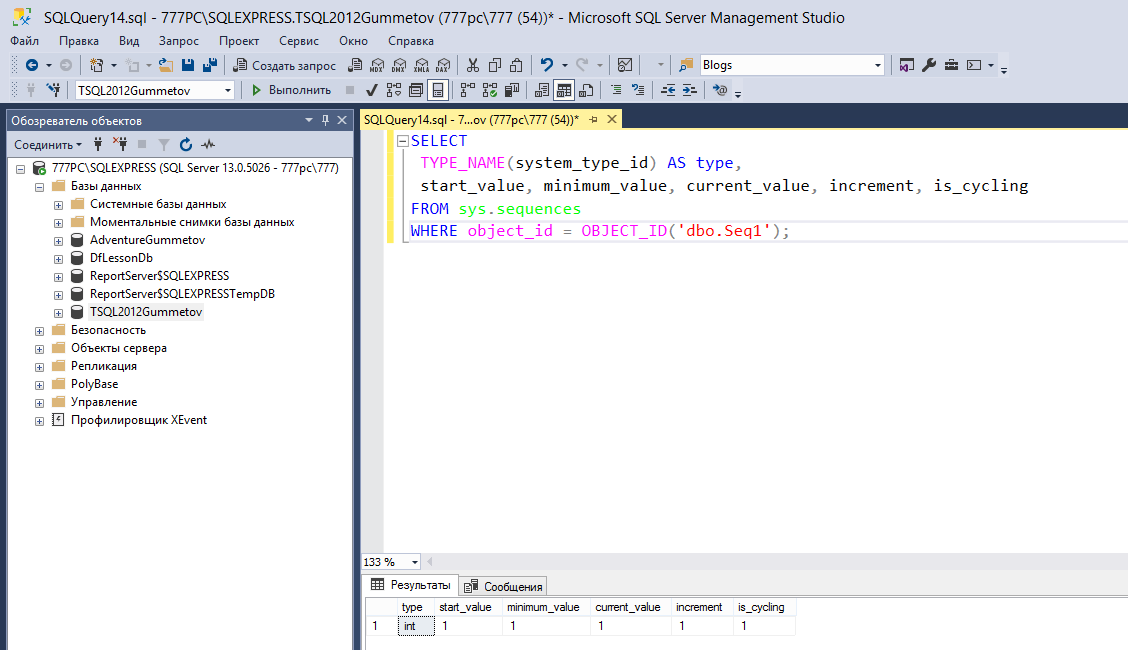 SQLQuery14.sql - 777PC\SQLEXPRESS.TSQL2012Gummetov (777pc\777 (54))* - Microsoft SQL Server Management Studio
Файл Правка Вид Запрос Проект Сервис Окно Справка
Создать запрос MDX DMX XMLA DAX Blogs
TSQL2012Gummetov Выполнить
Обозреватель объектов
SQLQuery14.sql - 7...ov (777pc\777 (54))*
Соединить
777PC\SQLEXPRESS (SQL Server 13.0.5026 - 777pc\777)
Базы данных
Системные базы данных
Моментальные снимки базы данных
AdventureGummetov
DfLessonDb
ReportServer$SQLEXPRESS
ReportServer$SQLEXPRESSTempDB
TSQL2012Gummetov
Безопасность
Объекты сервера
Репликация
PolyBase
Управление
Профилировщик XEvent
SELECT
TYPE_NAME(system_type_id) AS type,
start_value, minimum_value, current_value, increment, is_cycling
FROM sys.sequences
WHERE object_id = OBJECT_ID('dbo.Seq1');
133 %
Результаты Сообщения
type start_value minimum_value current_value increment is_cycling
1 int 1 1 1 1 1